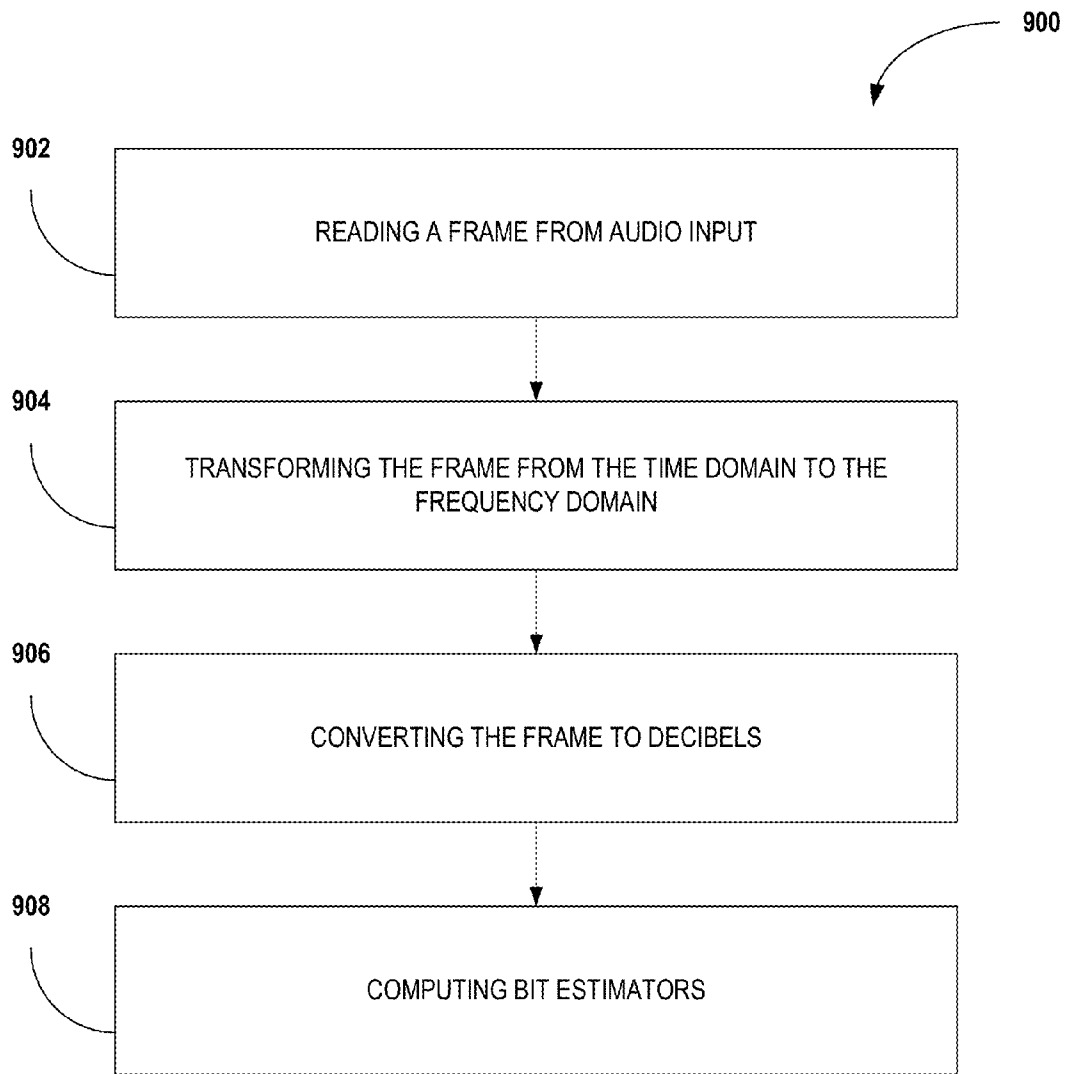 900
902
READING A FRAME FROM AUDIO INPUT
904
TRANSFORMING THE FRAME FROM THE TIME DOMAIN TO THE
FREQUENCY DOMAIN
906
CONVERTING THE FRAME TO DECIBELS
908
COMPUTING BIT ESTIMATORS